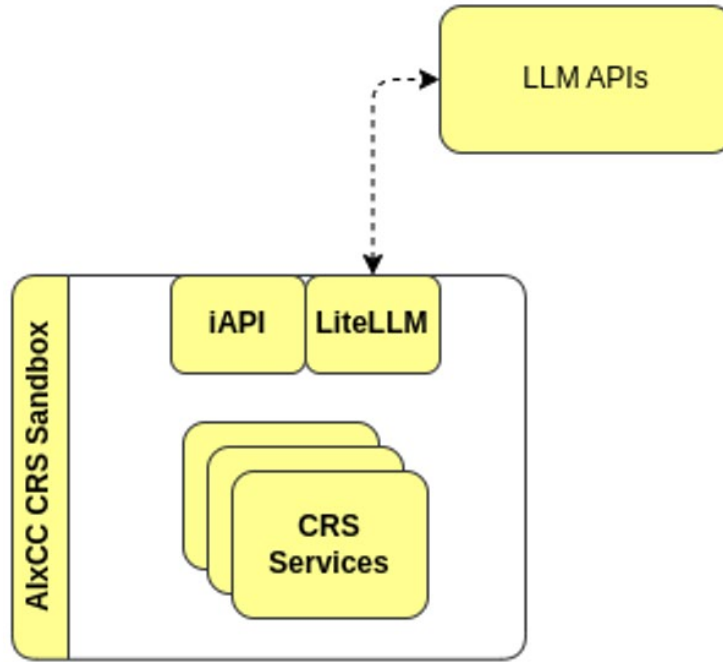 LLM APIs
iAPI
LiteLLM
AIxCC CRS Sandbox
CRS
Services